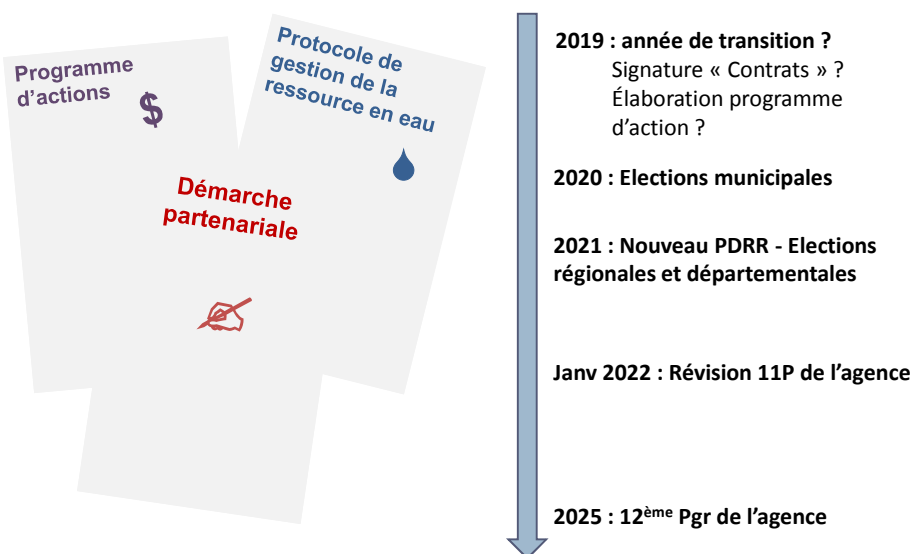 Programme
d’actions
$
Protocole de
gestion de la
ressource en eau
Démarche
partenariale
2019 : année de transition ?
Signature « Contrats » ?
Élaboration programme
d’action ?
2020 : Elections municipales
2021 : Nouveau PDRR - Elections
régionales et départementales
Janv 2022 : Révision 11P de l’agence
2025 : 12ème Pgr de l’agence